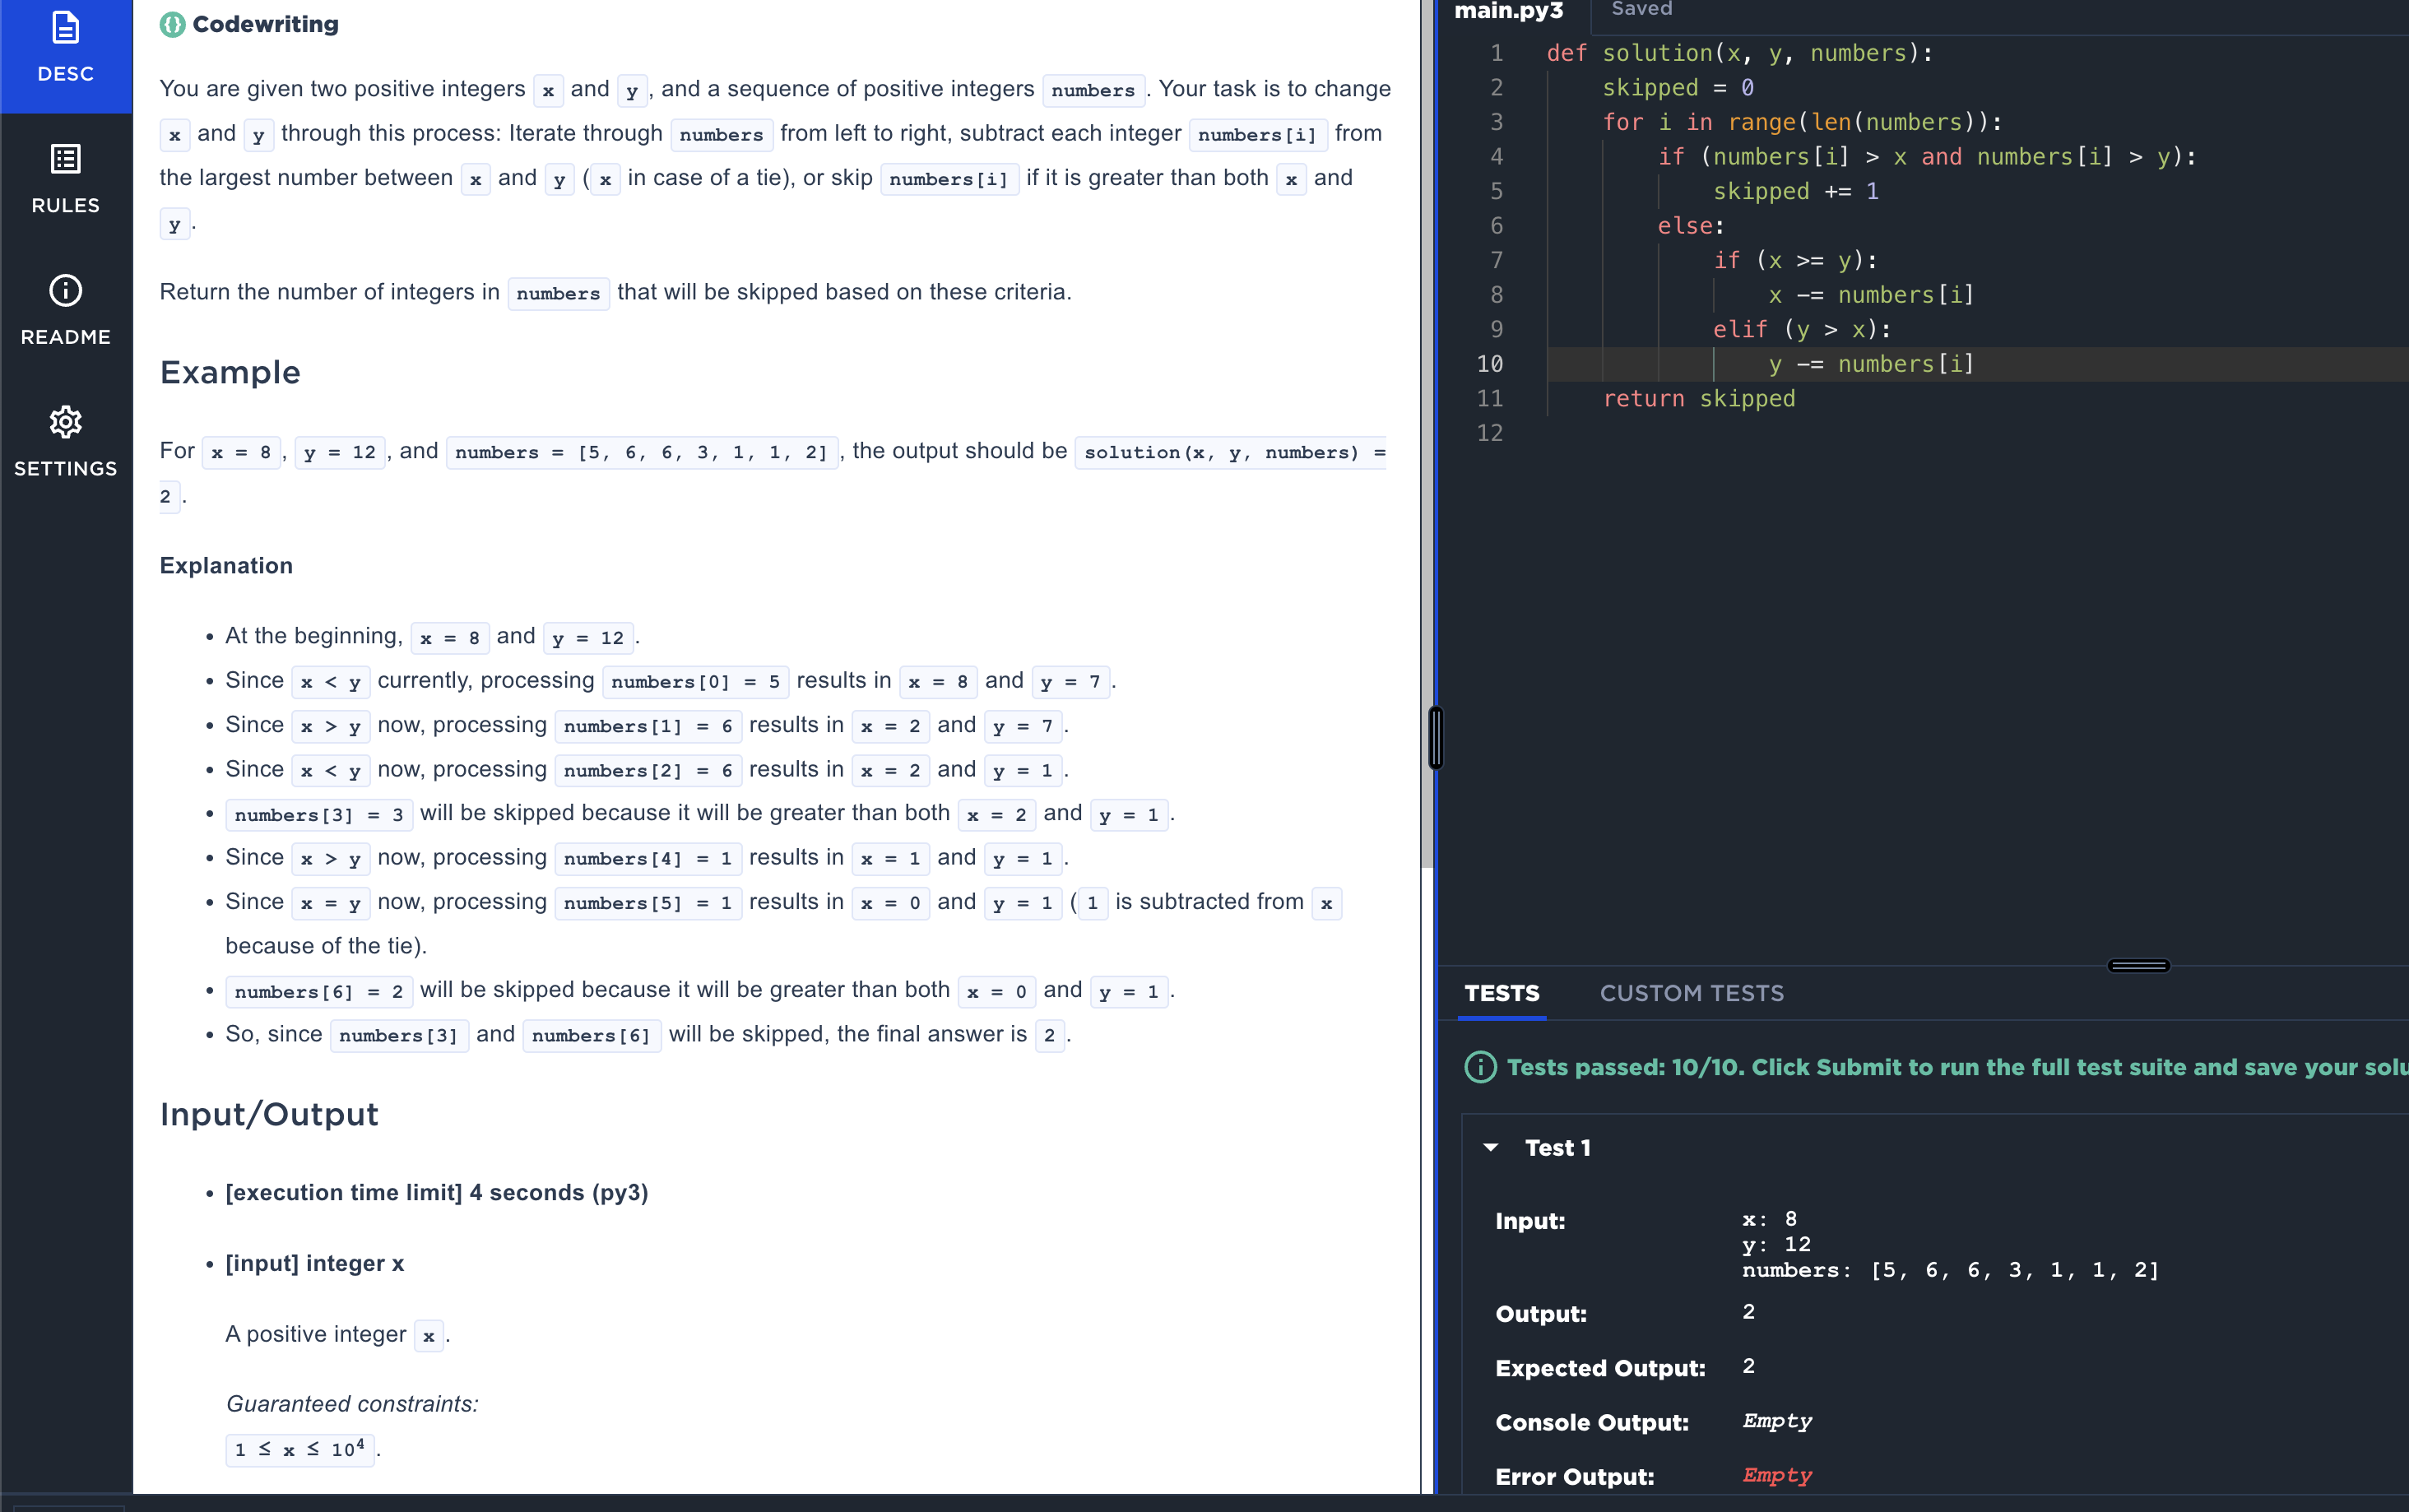 DESC
RULES
README
SETTINGS
{} Codewriting
You are given two positive integers x and y, and a sequence of positive integers numbers. Your task is to change
x and y through this process: Iterate through numbers from left to right, subtract each integer numbers[i] from
the largest number between x and y (x in case of a tie), or skip numbers[i] if it is greater than both x and
y.
Return the number of integers in numbers that will be skipped based on these criteria.
Example
For x = 8, y = 12, and numbers = [5, 6, 6, 3, 1, 1, 2], the output should be solution(x, y, numbers) =
2.
Explanation
• At the beginning, x = 8 and y = 12.
• Since x < y currently, processing numbers[0] = 5 results in x = 8 and y = 7.
• Since x > y now, processing numbers[1] = 6 results in x = 2 and y = 7.
• Since x < y now, processing numbers[2] = 6 results in x = 2 and y = 1.
• numbers[3] = 3 will be skipped because it will be greater than both x = 2 and y = 1.
• Since x > y now, processing numbers[4] = 1 results in x = 1 and y = 1.
• Since x = y now, processing numbers[5] = 1 results in x = 0 and y = 1 (1 is subtracted from x
because of the tie).
• numbers[6] = 2 will be skipped because it will be greater than both x = 0 and y = 1.
• So, since numbers[3] and numbers[6] will be skipped, the final answer is 2.
Input/Output
• [execution time limit] 4 seconds (py3)
• [input] integer x
A positive integer x.
Guaranteed constraints:
1 ≤ x ≤ 10⁴.
main.py3 Saved
1 def solution(x, y, numbers):
2     skipped = 0
3     for i in range(len(numbers)):
4         if (numbers[i] > x and numbers[i] > y):
5             skipped += 1
6         else:
7             if (x >= y):
8                 x -= numbers[i]
9             elif (y > x):
10                 y -= numbers[i]
11     return skipped
12
TESTS CUSTOM TESTS
Tests passed: 10/10. Click Submit to run the full test suite and save your solu
Test 1
Input: x: 8
y: 12
numbers: [5, 6, 6, 3, 1, 1, 2]
Output: 2
Expected Output: 2
Console Output: Empty
Error Output: Empty